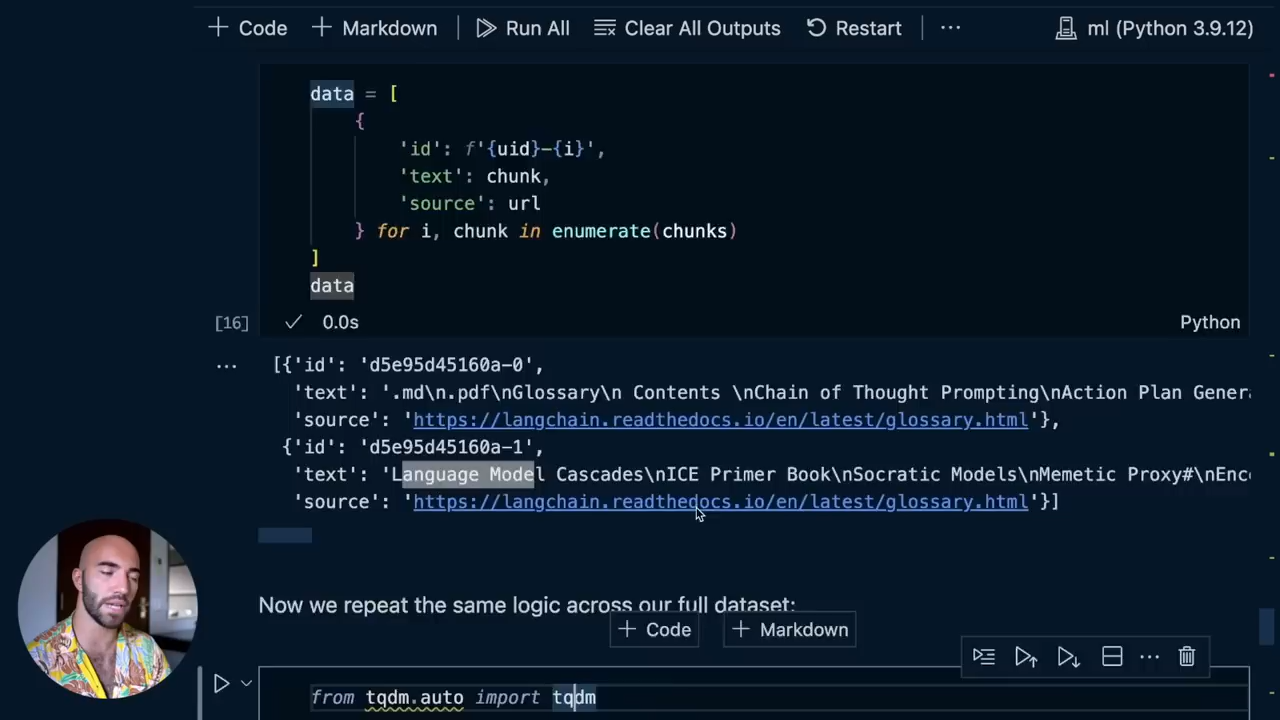 + Code + Markdown Run All Clear All Outputs Restart ... ml (Python 3.9.12)
data = [
{
'id': f'{uid}-{i}',
'text': chunk,
'source': url
} for i, chunk in enumerate(chunks)
]
data
[16] ✓ 0.0s Python
... [{'id': 'd5e95d45160a-0',
'text': '.md\n.pdf\nGlossary\n Contents \nChain of Thought Prompting\nAction Plan Genera
'source': 'https://langchain.readthedocs.io/en/latest/glossary.html'},
{'id': 'd5e95d45160a-1',
'text': 'Language Model Cascades\nICE Primer Book\nSocratic Models\nMemetic Proxy#\nEnco
'source': 'https://langchain.readthedocs.io/en/latest/glossary.html'}]
Now we repeat the same logic across our full dataset:
+ Code + Markdown
...
from tqdm.auto import tqdm